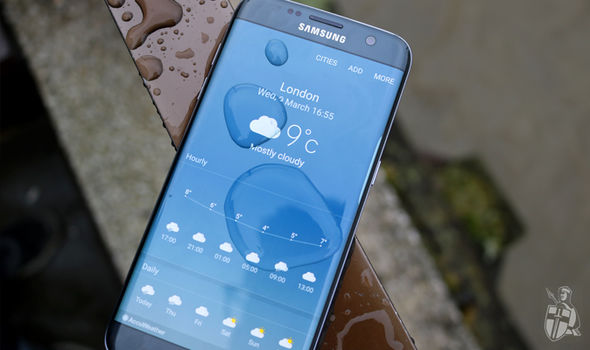 SAMSUNG
CITIES ADD MORE
London
Wed, 9 March 16:55
9°C
Mostly cloudy
Hourly
8° 6° 5° 4° 5° 7°
17:00 21:00 01:00 05:00 09:00 13:00
Daily
Today Thu Fri Sat Sun
AccuWeather